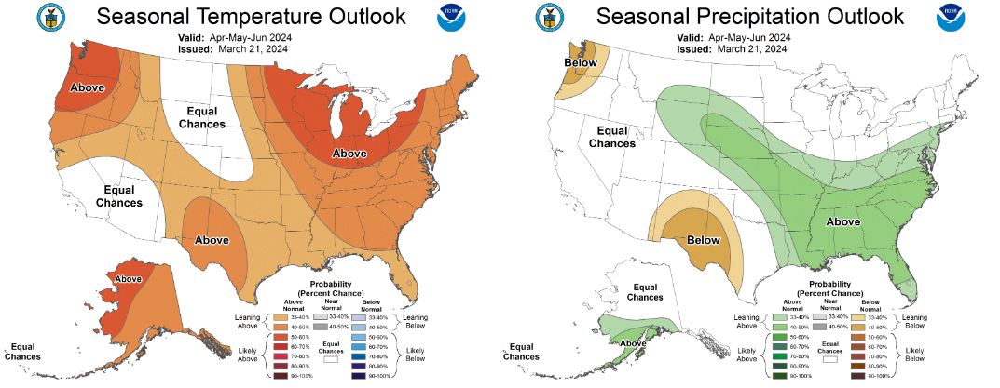 Seasonal Temperature Outlook
Valid: Apr-May-Jun 2024
Issued: March 21, 2024
NOAA
Above
Equal
Chances
Above
Equal
Chances
Above
Above
Equal
Chances
Probability
(Percent Chance)
Above
Normal
Near
Normal
Below
Normal
Leaning
Above
33-40%
33-40%
33-40%
Leaning
Below
40-50%
40-50%
40-50%
50-60%
50-60%
Likely
Above
60-70%
Equal
Chances
60-70%
Likely
Below
70-80%
70-80%
80-90%
80-90%
90-100%
90-100%
Seasonal Precipitation Outlook
Valid: Apr-May-Jun 2024
Issued: March 21, 2024
NOAA
Below
Equal
Chances
Above
Below
Equal
Chances
Above
Equal
Chances
Probability
(Percent Chance)
Above
Normal
Near
Normal
Below
Normal
Leaning
Above
33-40%
33-40%
33-40%
Leaning
Below
40-50%
40-50%
40-50%
50-60%
50-60%
Likely
Above
60-70%
Equal
Chances
60-70%
Likely
Below
70-80%
70-80%
80-90%
80-90%
90-100%
90-100%